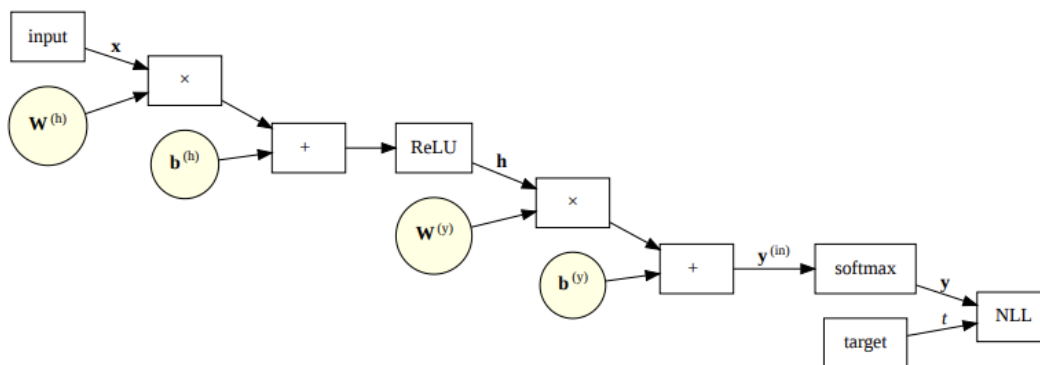 input
x
×
W(h)
b(h)
+
ReLU
h
×
W(y)
b(y)
+
y(in)
softmax
y
NLL
t
target